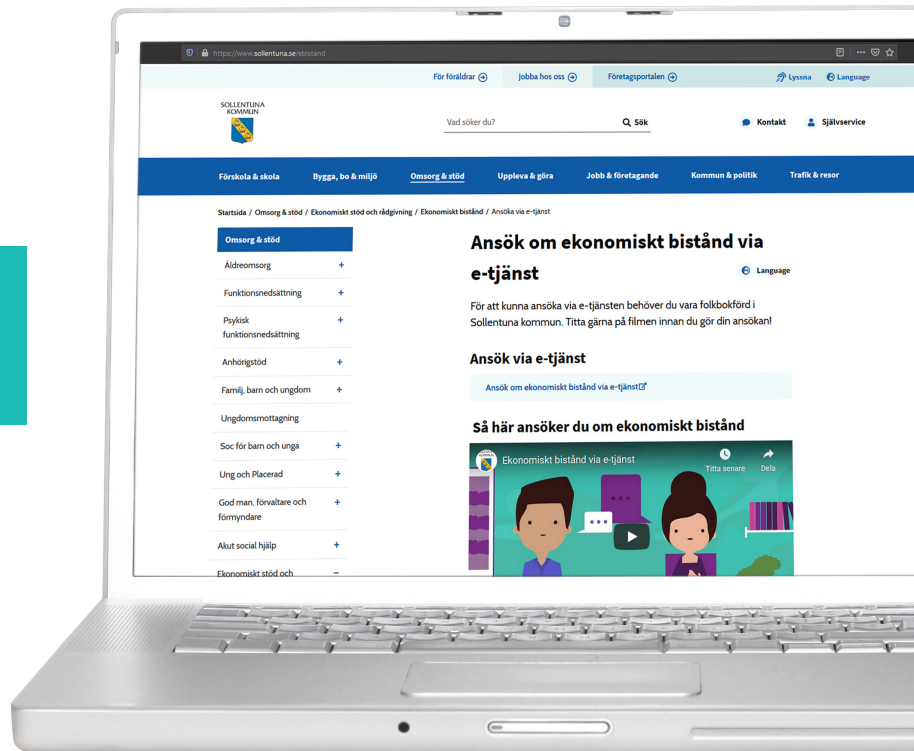 https://www.sollentuna.se/ebistand
För föräldrar
Jobba hos oss
Företagsportalen
Lyssna
Language
SOLLENTUNA
KOMMUN
Vad söker du?
Sök
Kontakt
Självservice
Förskola & skola
Bygga, bo & miljö
Omsorg & stöd
Uppleva & göra
Jobb & företagande
Kommun & politik
Trafik & resor
Startsida / Omsorg & stöd / Ekonomiskt stöd och rådgivning / Ekonomiskt bistånd / Ansöka via e-tjänst
Omsorg & stöd
Äldreomsorg +
Funktionsnedsättning +
Psykisk +
funktionsnedsättning
Anhörigstöd +
Familj, barn och ungdom +
Ungdomsmottagning
Soc för barn och unga +
Ung och Placerad +
God man, förvaltare och +
förmyndare
Akut social hjälp +
Ekonomiskt stöd och −
Ansök om ekonomiskt bistånd via
e-tjänst
Language
För att kunna ansöka via e-tjänsten behöver du vara folkbokförd i
Sollentuna kommun. Titta gärna på filmen innan du gör din ansökan!
Ansök via e-tjänst
Ansök om ekonomiskt bistånd via e-tjänst
Så här ansöker du om ekonomiskt bistånd
Ekonomiskt bistånd via e-tjänst
Titta senare
Dela